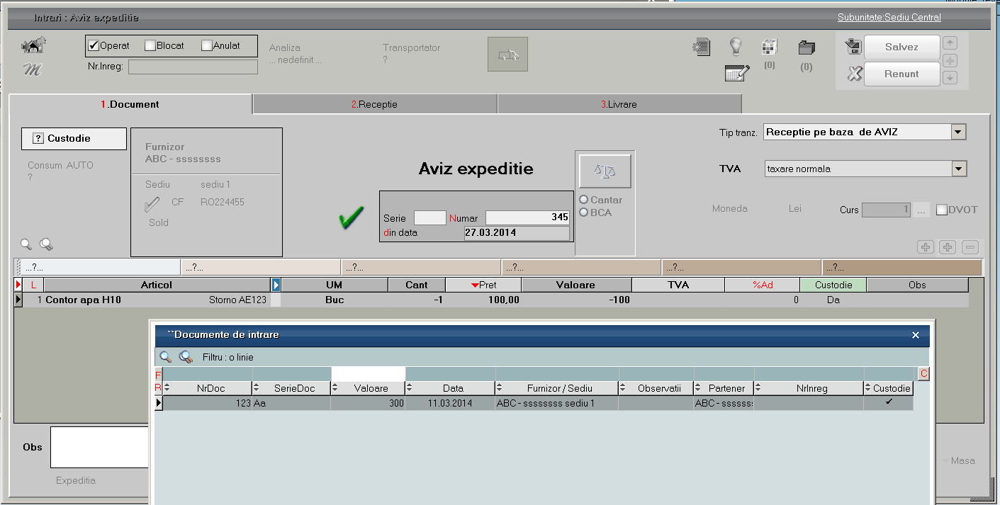 Intrari : Aviz expeditie
Subunitate:Sediu Central
Operat Blocat Anulat
Nr.Inreg:
Analiza
... nedefinit ...
Transportator
?
(0)
(0)
Salvez
Renunt
1.Document
2.Receptie
3.Livrare
? Custodie
Consum AUTO
?
Furnizor
ABC - ssssssss
Sediu sediu 1
CF RO224455
Sold
Aviz expeditie
Serie Numar 345
din data 27.03.2014
Cantar
BCA
Tip tranz. Receptie pe baza de AVIZ
TVA taxare normala
Moneda Lei Curs 1 ... DVOT
...?... ...?... ...?... ...?... ...?... ...?...
L Articol UM Cant Pret Valoare TVA %Ad Custodie Obs
1 Contor apa H10 Storno AE123 Buc -1 100,00 -100 0 Da
``Documente de intrare
Filtru : o linie
F C
R NrDoc SerieDoc Valoare Data Furnizor / Sediu Observatii Partener NrInreg Custodie
123 Aa 300 11.03.2014 ABC - ssssssss sediu 1 ABC - ssssss
Obs
Expeditia
Masa